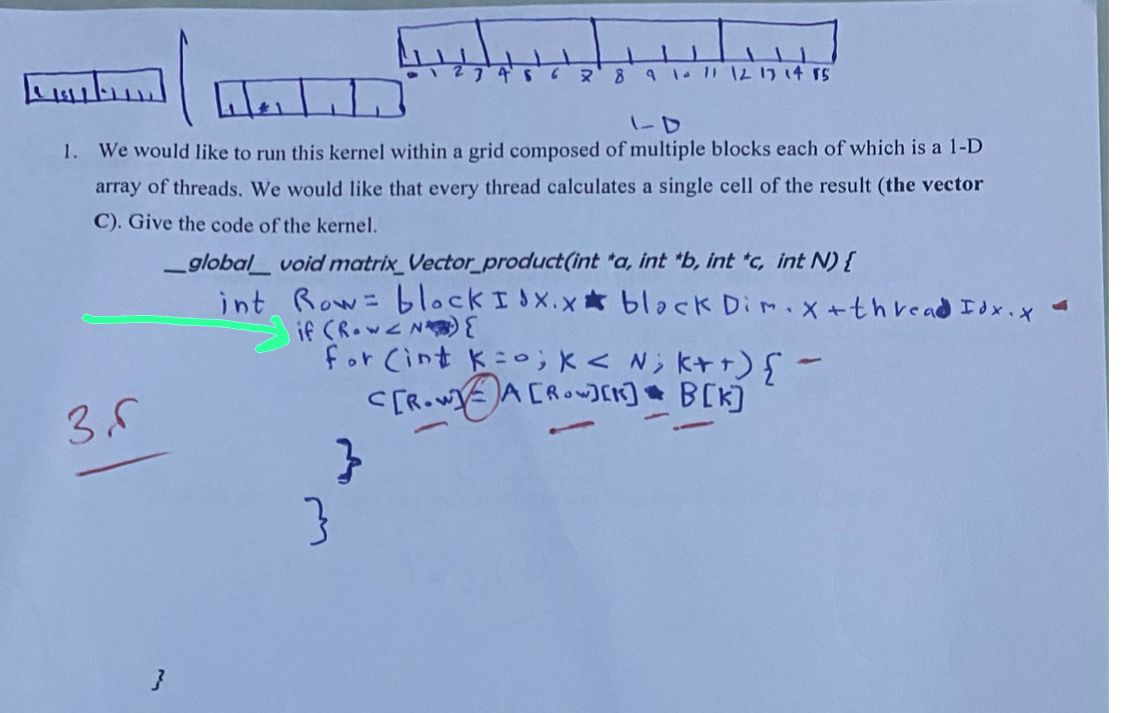 0 1 2 3 4 5 6 7 8 9 10 11 12 13 14 15
1-D
1. We would like to run this kernel within a grid composed of multiple blocks each of which is a 1-D
array of threads. We would like that every thread calculates a single cell of the result (the vector
C). Give the code of the kernel.
__global__ void matrix_Vector_product(int *a, int *b, int *c, int N) {
int Row = blockIdx.x * blockDim.x + threadIdx.x
if (Row < N) {
for (int k = 0; k < N; k++) {
C[Row] = A[Row][k] * B[k]
3.5
}
}
}